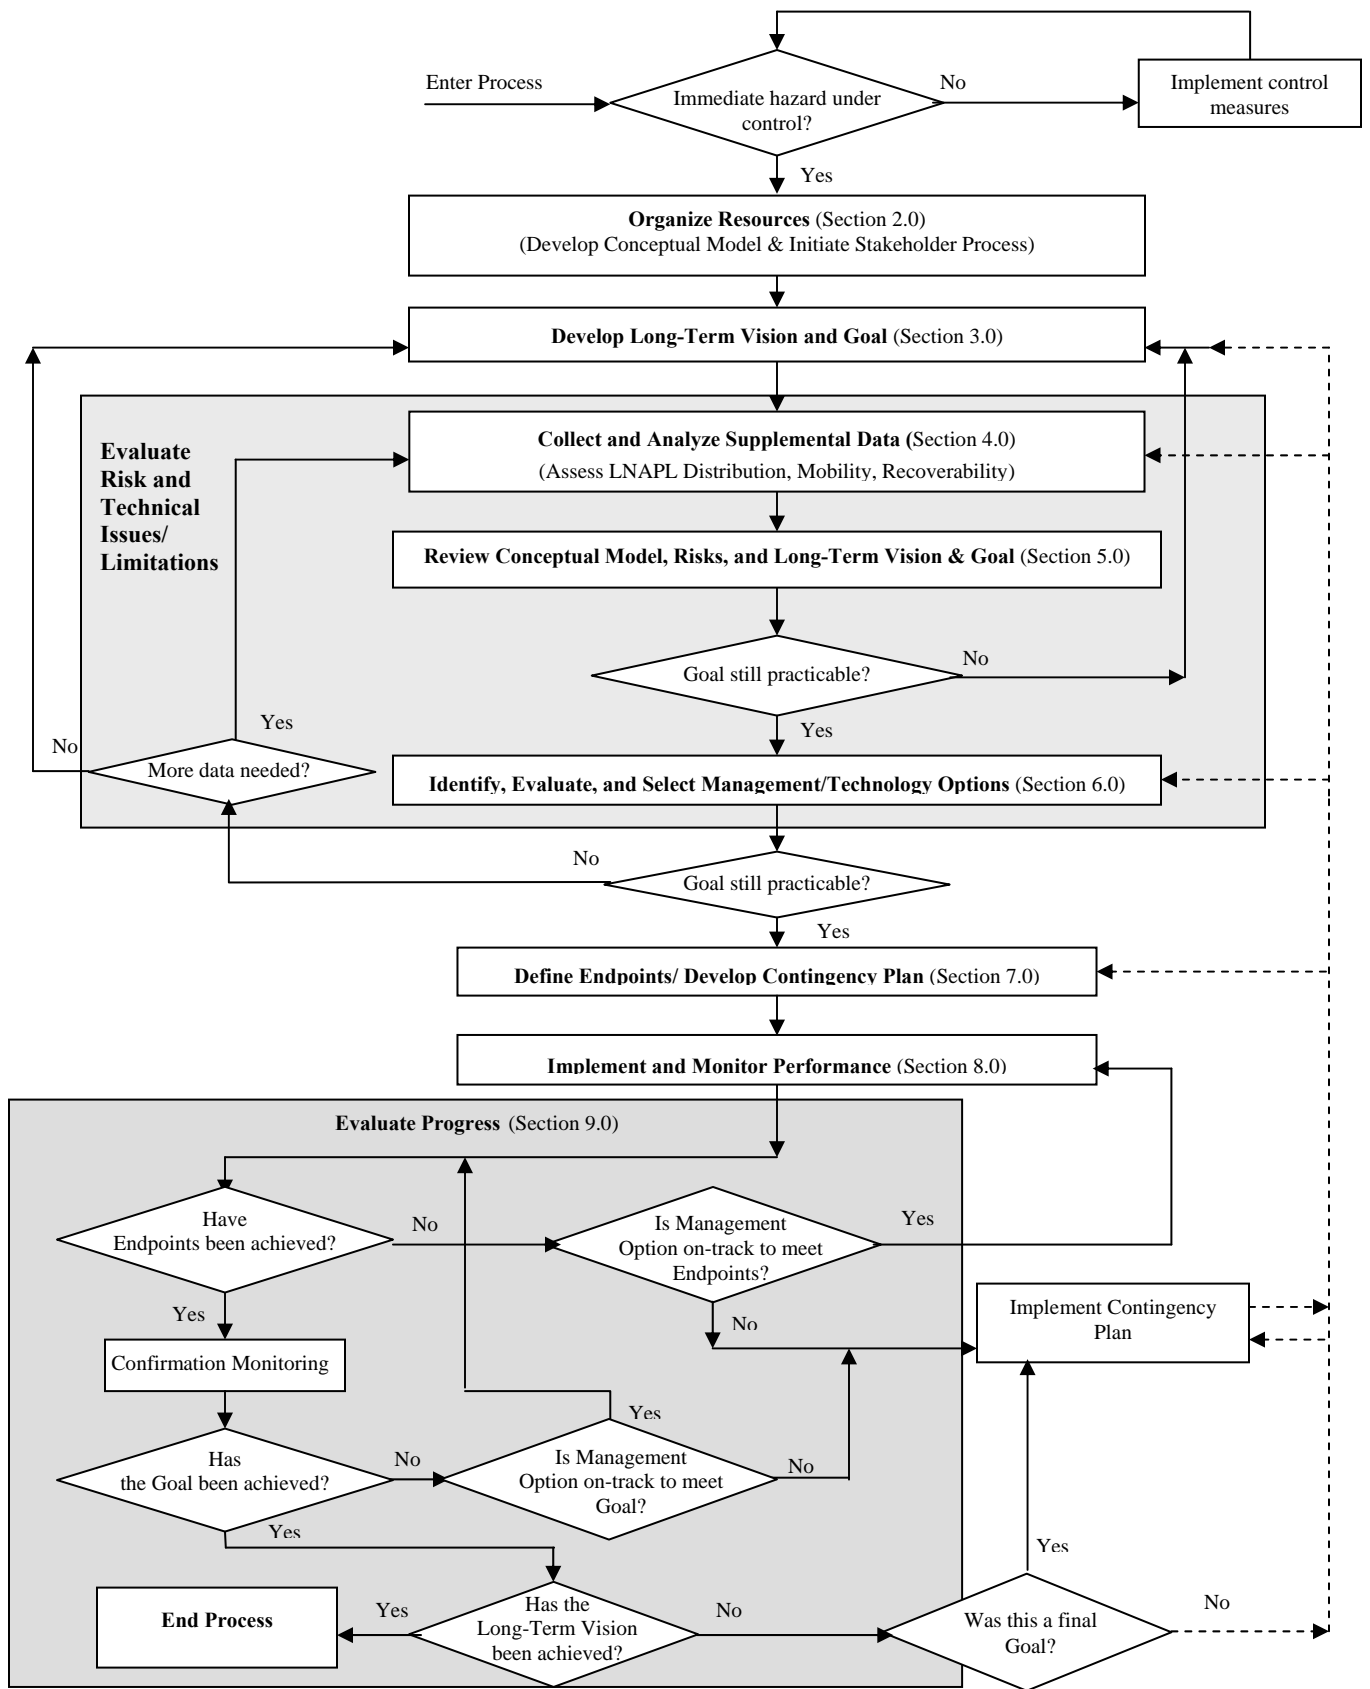 Enter Process
Immediate hazard under
control?
No
Implement control
measures
Yes
Organize Resources (Section 2.0)
(Develop Conceptual Model & Initiate Stakeholder Process)
Develop Long-Term Vision and Goal (Section 3.0)
Evaluate
Risk and
Technical
Issues/
Limitations
Collect and Analyze Supplemental Data (Section 4.0)
(Assess LNAPL Distribution, Mobility, Recoverability)
Review Conceptual Model, Risks, and Long-Term Vision & Goal (Section 5.0)
Goal still practicable?
No
Yes
Yes
No
More data needed?
Identify, Evaluate, and Select Management/Technology Options (Section 6.0)
No
Goal still practicable?
Yes
Define Endpoints/ Develop Contingency Plan (Section 7.0)
Implement and Monitor Performance (Section 8.0)
Evaluate Progress (Section 9.0)
Have
Endpoints been achieved?
No
Is Management
Option on-track to meet
Endpoints?
Yes
Yes
No
Implement Contingency
Plan
Confirmation Monitoring
Yes
Has
the Goal been achieved?
No
Is Management
Option on-track to meet
Goal?
No
Yes
Yes
End Process
Yes
Has the
Long-Term Vision
been achieved?
No
Was this a final
Goal?
No